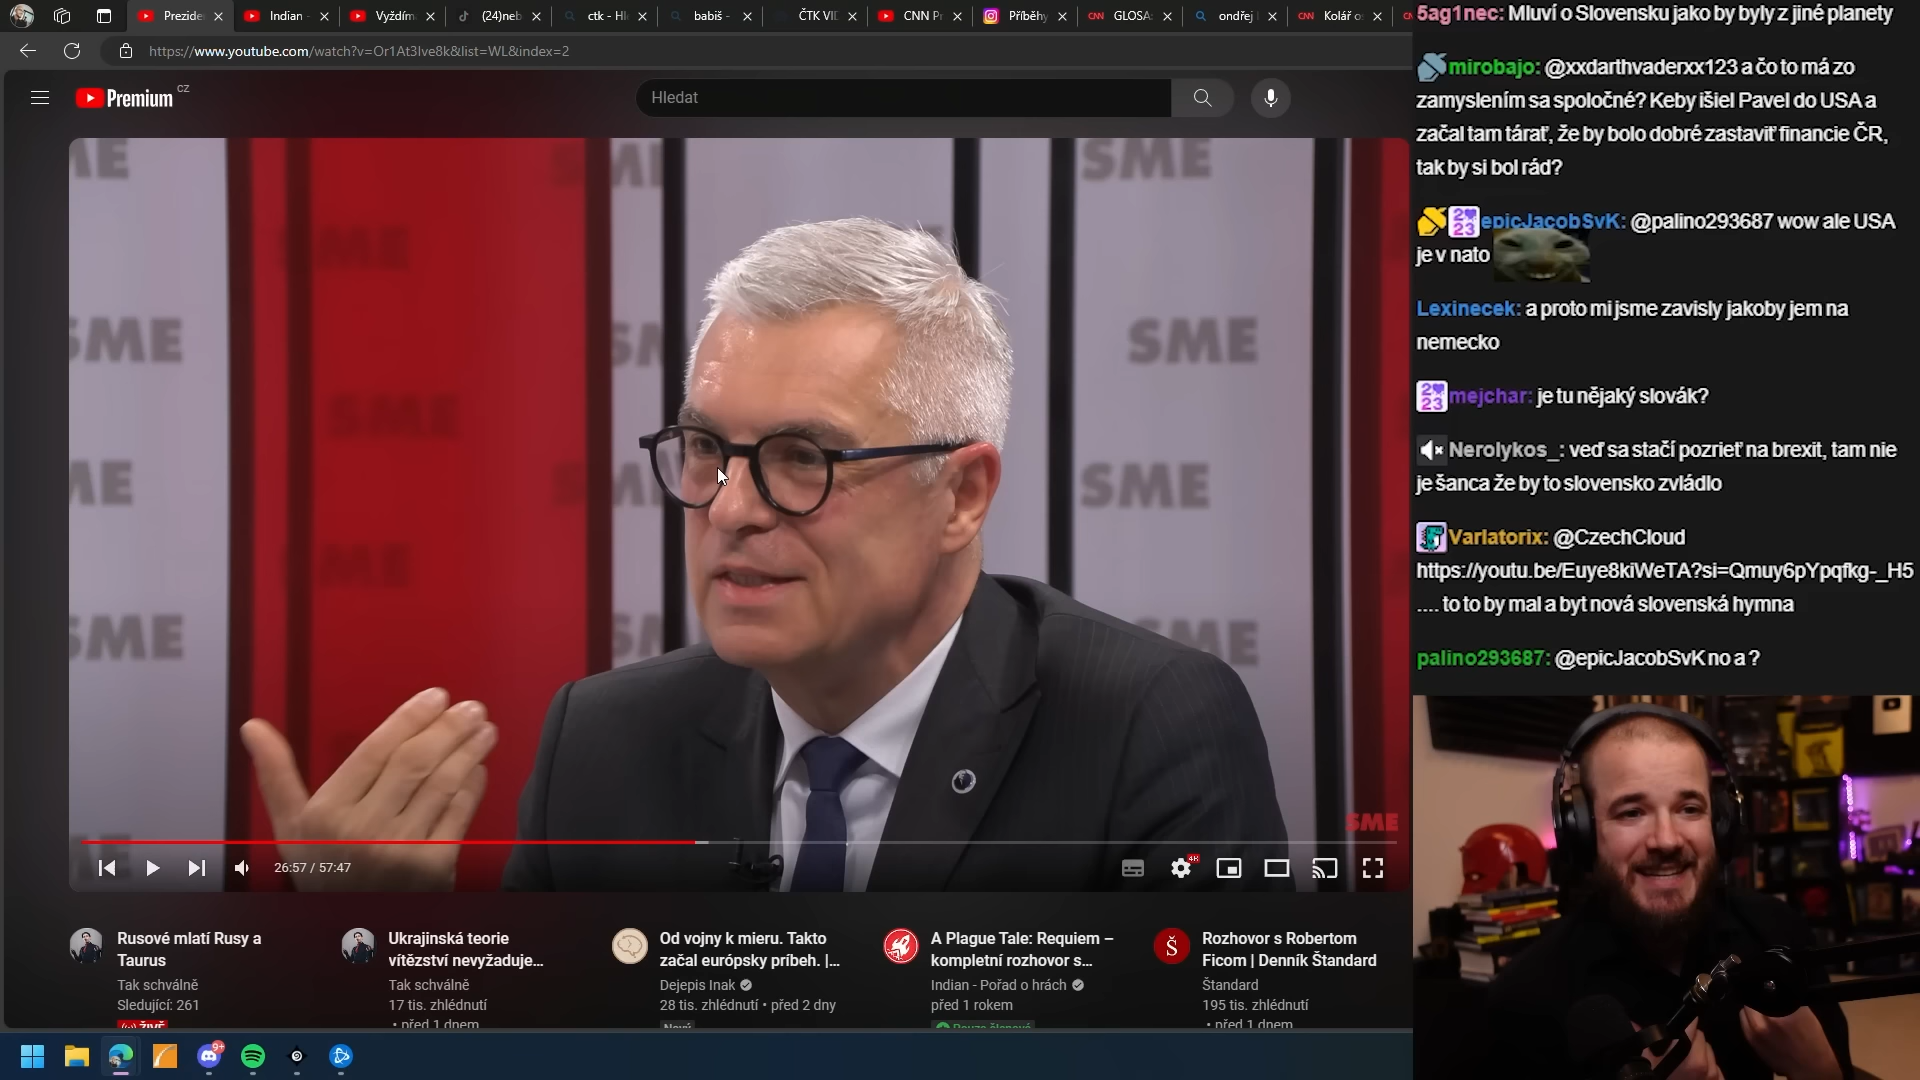 Prezide
Indian -
Vyždím
(24)neb
ctk - Hl
babiš -
ČTK VI
CNN P
Příběhy
GLOSA
ondřej
Kolář o
https://www.youtube.com/watch?v=Or1At3lve8k&list=WL&index=2
Premium CZ
Hledat
SME
SME
SME
SME
SME
SME
SME
SME
SME
26:57 / 57:47
4K
Rusové mlatí Rusy a
Taurus
Tak schválně
Sledující: 261
ŽIVĚ
Ukrajinská teorie
vítězství nevyžaduje...
Tak schválně
17 tis. zhlédnutí
• před 1 dnem
Od vojny k mieru. Takto
začal európsky príbeh. |...
Dejepis Inak
28 tis. zhlédnutí • před 2 dny
Nový
A Plague Tale: Requiem –
kompletní rozhovor s...
Indian - Pořad o hrách
před 1 rokem
Š
Rozhovor s Robertom
Ficom | Denník Štandard
Štandard
195 tis. zhlédnutí
• před 1 dnem
9+
5ag1nec: Mluví o Slovensku jako by byly z jiné planety
mirobajo: @xxdarthvaderxx123 a čo to má zo
zamyslením sa spoločné? Keby išiel Pavel do USA a
začal tam tárať, že by bolo dobré zastaviť financie ČR,
tak by si bol rád?
epicJacobSvK: @palino293687 wow ale USA
je v nato
Lexinecek: a proto mi jsme zavisly jakoby jem na
nemecko
mejchar: je tu nějaký slovák?
Nerolykos_: veď sa stačí pozrieť na brexit, tam nie
je šanca že by to slovensko zvládlo
Varlatorix: @CzechCloud
https://youtu.be/Euye8kiWeTA?si=Qmuy6pYpqfkg-_H5
.... to to by mal a byt nová slovenská hymna
palino293687: @epicJacobSvK no a ?